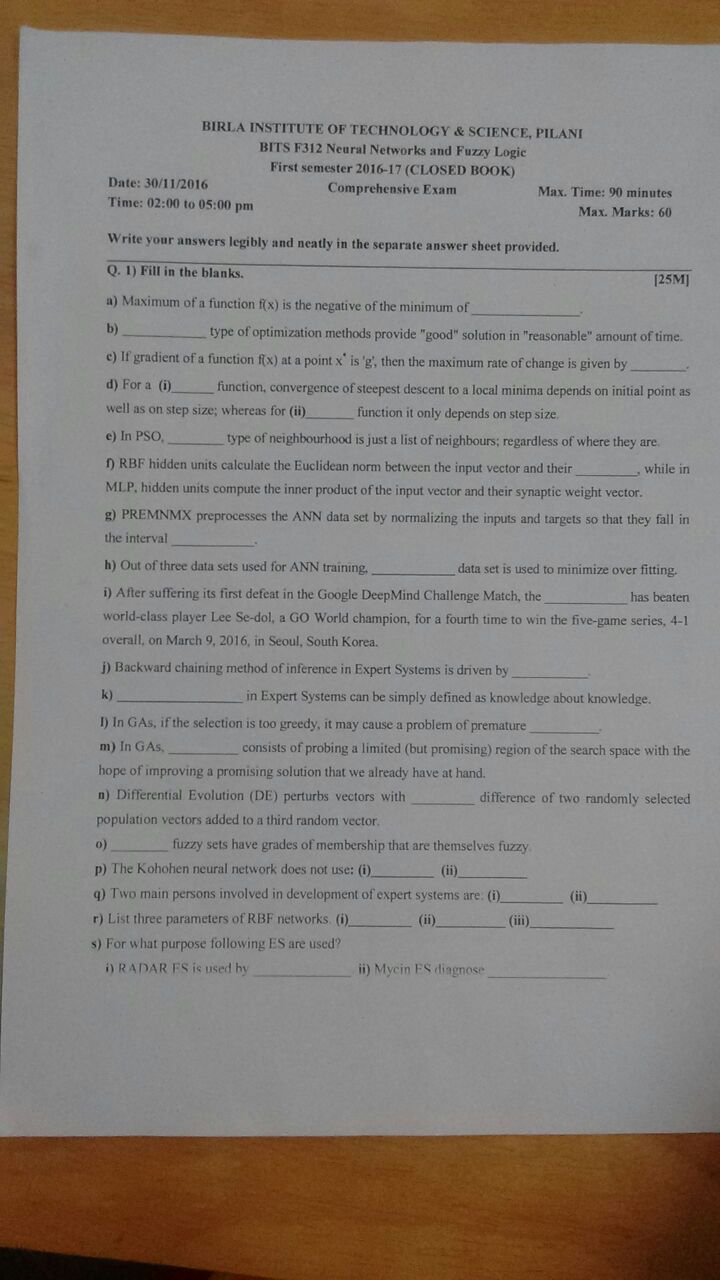 BIRLA INSTITUTE OF TECHNOLOGY & SCIENCE, PILANI
BITS F312 Neural Networks and Fuzzy Logic
First semester 2016-17 (CLOSED BOOK)
Date: 30/11/2016 Comprehensive Exam Max. Time: 90 minutes
Time: 02:00 to 05:00 pm Max. Marks: 60
Write your answers legibly and neatly in the separate answer sheet provided.
Q. 1) Fill in the blanks. [25M]
a) Maximum of a function f(x) is the negative of the minimum of ____________.
b) ____________ type of optimization methods provide "good" solution in "reasonable" amount of time.
c) If gradient of a function f(x) at a point x* is 'g', then the maximum rate of change is given by ________.
d) For a (i)______ function, convergence of steepest descent to a local minima depends on initial point as
well as on step size; whereas for (ii)_______ function it only depends on step size.
e) In PSO, ________ type of neighbourhood is just a list of neighbours; regardless of where they are.
f) RBF hidden units calculate the Euclidean norm between the input vector and their _________, while in
MLP, hidden units compute the inner product of the input vector and their synaptic weight vector.
g) PREMNMX preprocesses the ANN data set by normalizing the inputs and targets so that they fall in
the interval ____________.
h) Out of three data sets used for ANN training, ____________ data set is used to minimize over fitting.
i) After suffering its first defeat in the Google DeepMind Challenge Match, the ____________ has beaten
world-class player Lee Se-dol, a GO World champion, for a fourth time to win the five-game series, 4-1
overall, on March 9, 2016, in Seoul, South Korea.
j) Backward chaining method of inference in Expert Systems is driven by ___________.
k) __________________ in Expert Systems can be simply defined as knowledge about knowledge.
l) In GAs, if the selection is too greedy, it may cause a problem of premature __________.
m) In GAs, __________ consists of probing a limited (but promising) region of the search space with the
hope of improving a promising solution that we already have at hand.
n) Differential Evolution (DE) perturbs vectors with _________ difference of two randomly selected
population vectors added to a third random vector.
o) ________ fuzzy sets have grades of membership that are themselves fuzzy.
p) The Kohohen neural network does not use: (i)_________ (ii)__________
q) Two main persons involved in development of expert systems are: (i)_________ (ii)__________
r) List three parameters of RBF networks. (i)_________ (ii)__________ (iii)____________
s) For what purpose following ES are used?
i) RADAR ES is used by ______________ ii) Mycin ES diagnose _________________